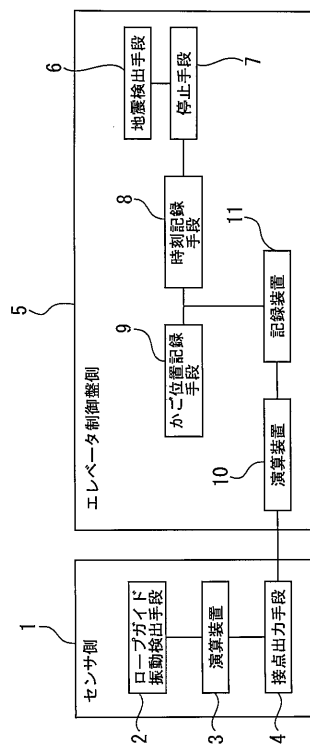 1
センサ側
2
ロープガイド
振動検出手段
3
演算装置
4
接点出力手段
5
エレベータ制御盤側
6
地震検出手段
7
停止手段
8
時刻記録
手段
9
かご位置記録
手段
10
演算装置
11
記録装置